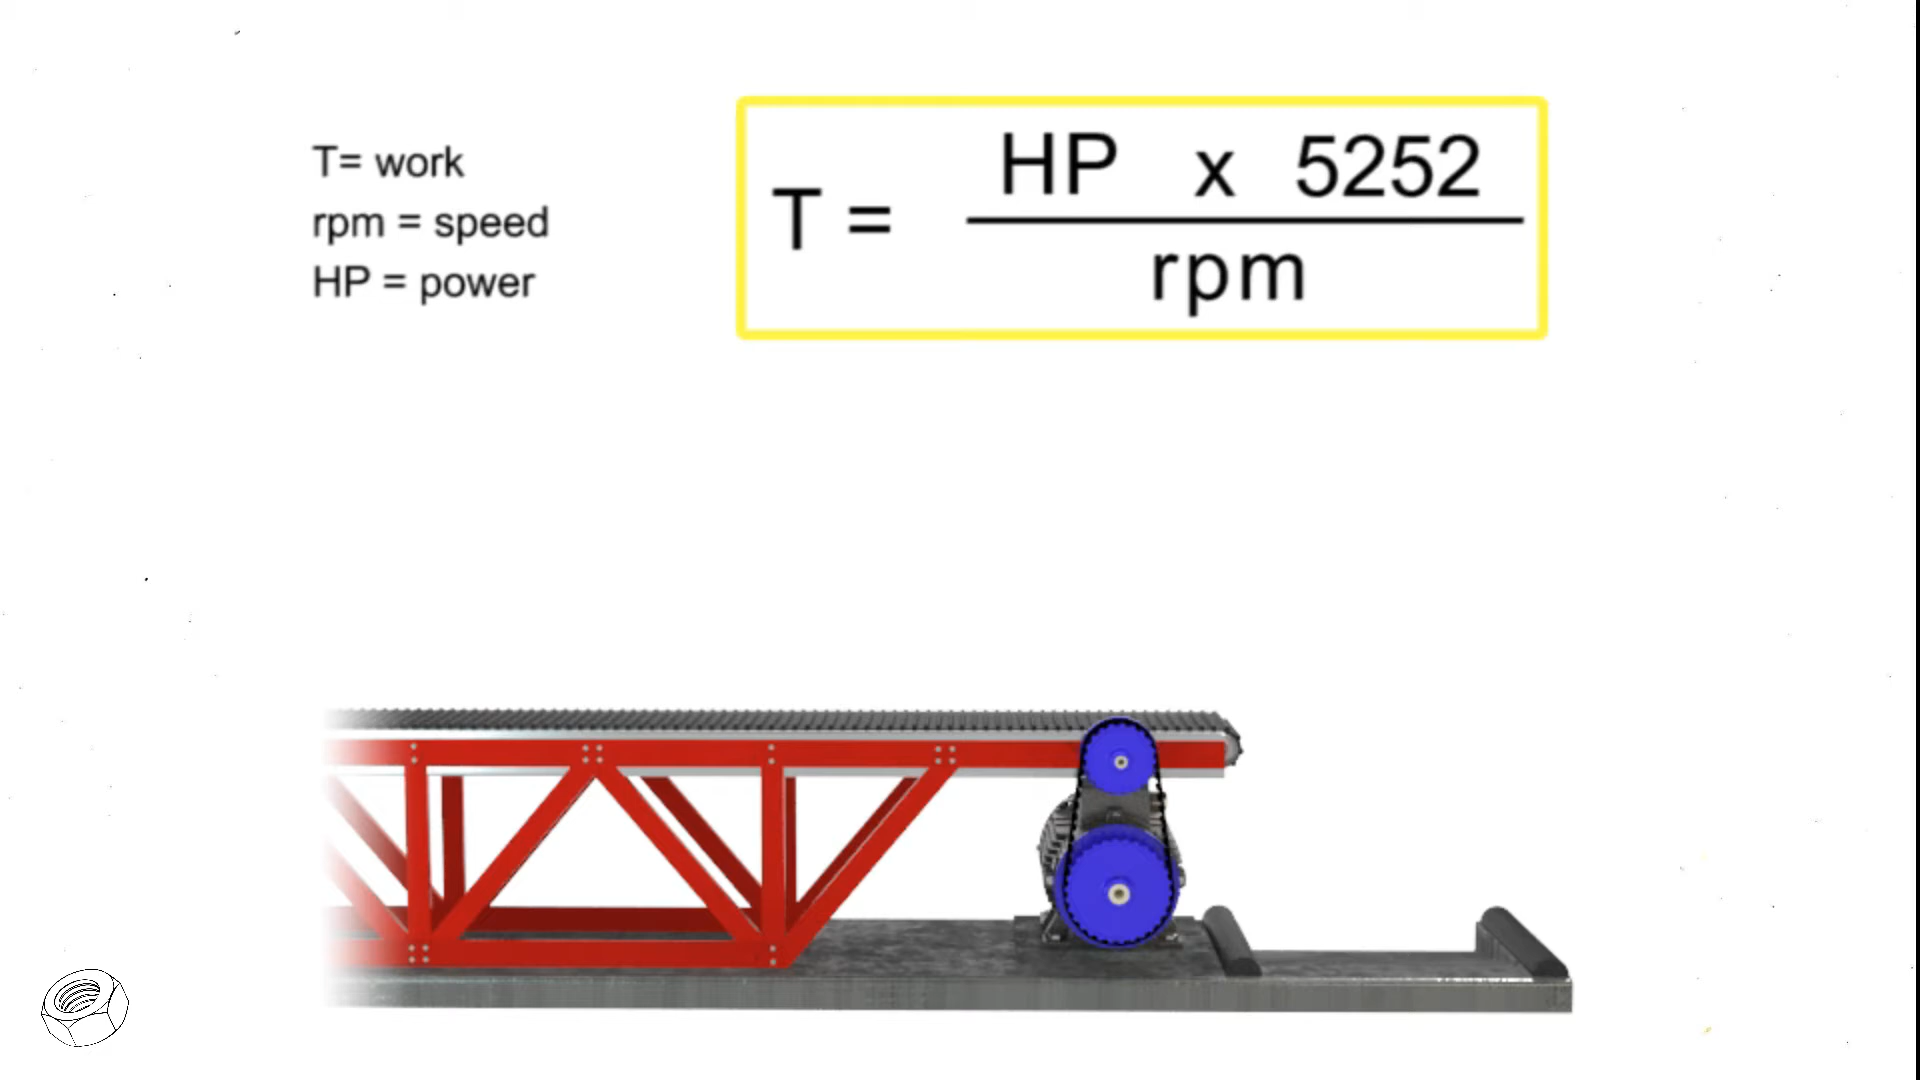 T= work
rpm = speed
HP = power
T = HP x 5252
rpm